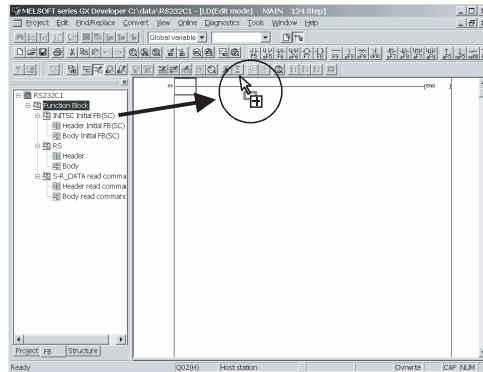 MELSOFT series GX Developer C:\data\RS232C1 - [LD(Edit mode) MAIN 124 Step]
Project Edit Find/Replace Convert View Online Diagnostics Tools Window Help
Global variable
69
[END ]
RS232C1
Function Block
INITSC Initial FB(SC)
Header Initial FB(SC)
Body Initial FB(SC)
RS
Header
Body
S-R_DATA read comma
Header read comma
Body read command
Project FB Structure
Ready Q02(H) Host station Ovrwrte CAP NUM